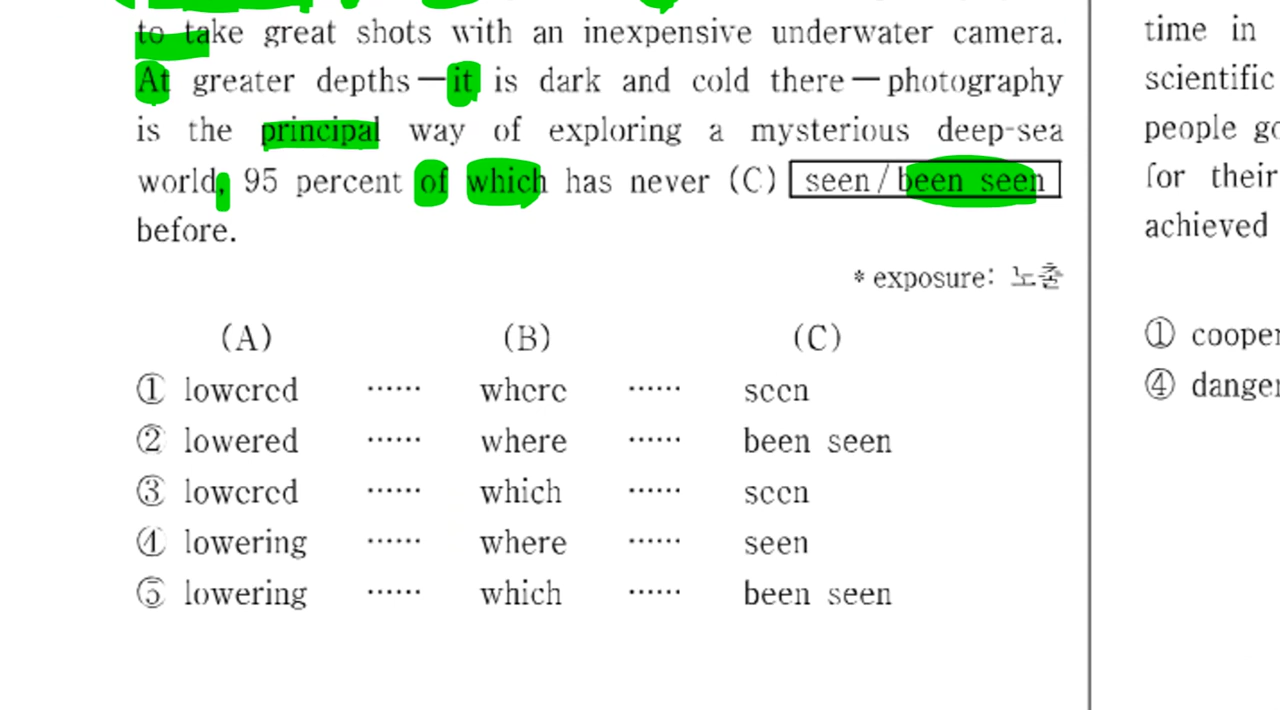 to take great shots with an inexpensive underwater camera.
At greater depths—it is dark and cold there—photography
is the principal way of exploring a mysterious deep-sea
world, 95 percent of which has never (C) seen / been seen
before.
* exposure: 노출
(A) (B) (C)
① lowered …… where …… seen
② lowered …… where …… been seen
③ lowered …… which …… seen
④ lowering …… where …… seen
⑤ lowering …… which …… been seen
time in
scientific
people
for their
achieved
①
④